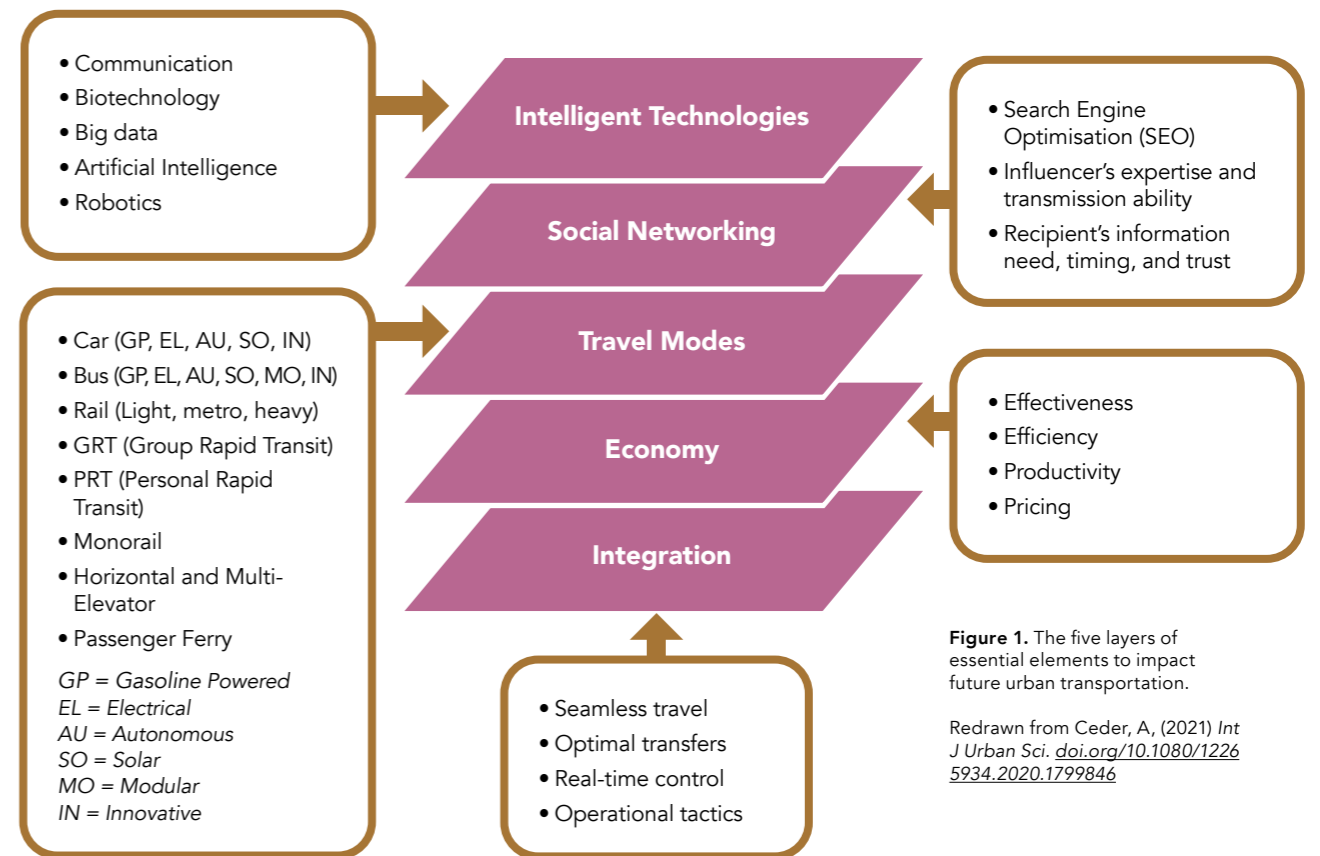 • Communication
• Biotechnology
• Big data
• Artificial Intelligence
• Robotics
Intelligent Technologies
Social Networking
Travel Modes
Economy
Integration
• Search Engine
Optimisation (SEO)
• Influencer’s expertise and
transmission ability
• Recipient’s information
need, timing, and trust
• Car (GP, EL, AU, SO, IN)
• Bus (GP, EL, AU, SO, MO, IN)
• Rail (Light, metro, heavy)
• GRT (Group Rapid Transit)
• PRT (Personal Rapid
Transit)
• Monorail
• Horizontal and Multi-
Elevator
• Passenger Ferry
GP = Gasoline Powered
EL = Electrical
AU = Autonomous
SO = Solar
MO = Modular
IN = Innovative
• Effectiveness
• Efficiency
• Productivity
• Pricing
• Seamless travel
• Optimal transfers
• Real-time control
• Operational tactics
Figure 1. The five layers of
essential elements to impact
future urban transportation.
Redrawn from Ceder, A, (2021) Int
J Urban Sci. doi.org/10.1080/1226
5934.2020.1799846